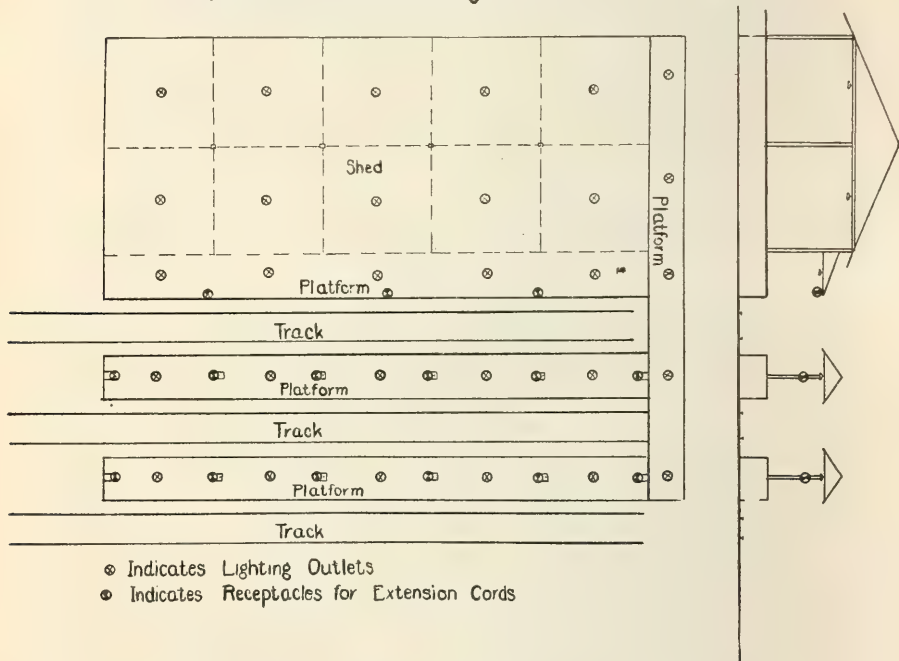 Shed
Platform
Platform
Track
Platform
Track
Platform
Track
Indicates Lighting Outlets
Indicates Receptacles for Extension Cords